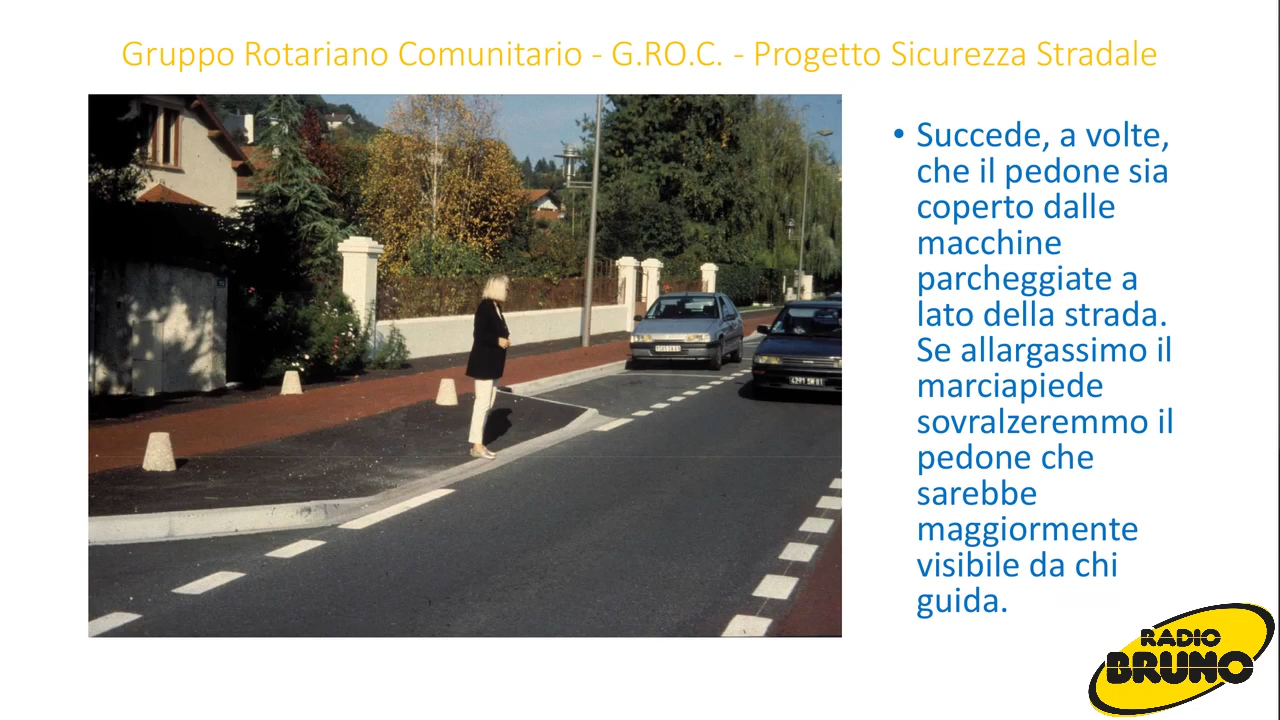 Gruppo Rotariano Comunitario - G.RO.C. - Progetto Sicurezza Stradale
• Succede, a volte,
che il pedone sia
coperto dalle
macchine
parcheggiate a
lato della strada.
Se allargassimo il
marciapiede
sovralzeremmo il
pedone che
sarebbe
maggiormente
visibile da chi
guida.
RADIO
BRUNO